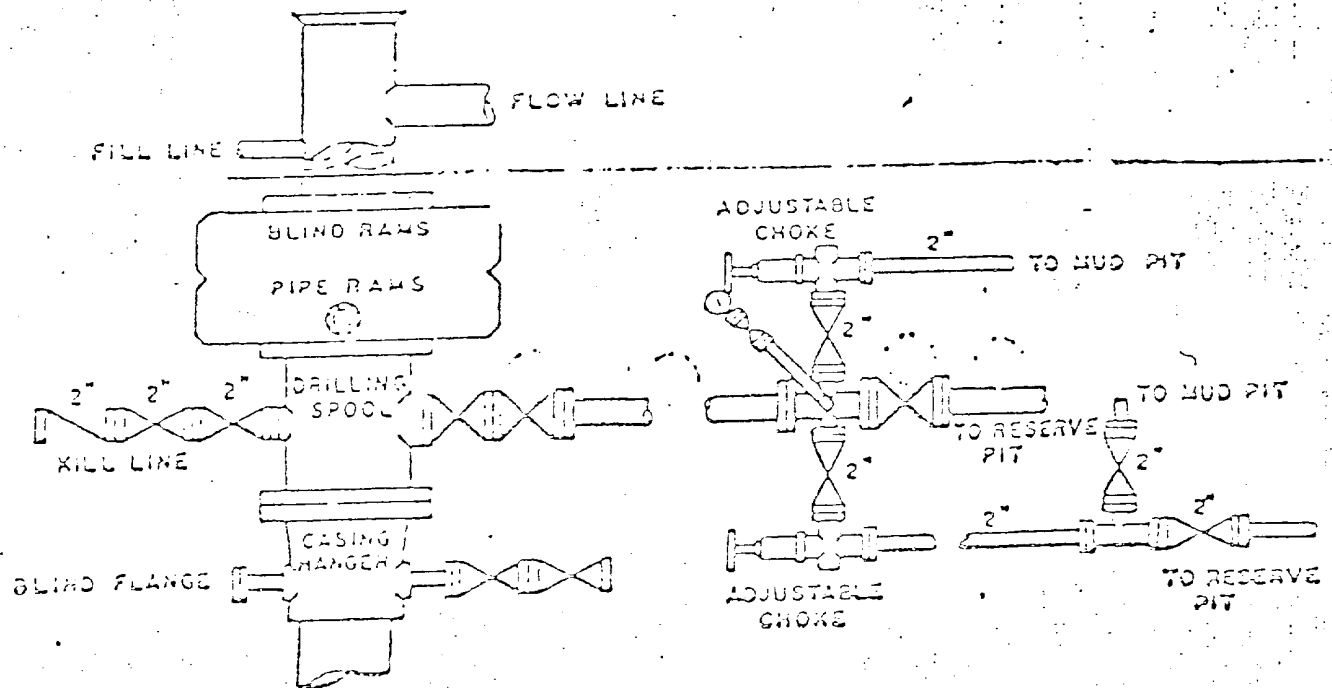 FLOW LINE
FILL LINE
BLIND RAMS
PIPE RAMS
ADJUSTABLE
CHOKE
2"
TO MUD PIT
2"
2" 2" 2"
DRILLING
SPOOL
KILL LINE
TO RESERVE
PIT
TO MUD PIT
2"
2"
2"
2"
CASING
HANGER
BLIND FLANGE
ADJUSTABLE
CHOKE
TO RESERVE
PIT